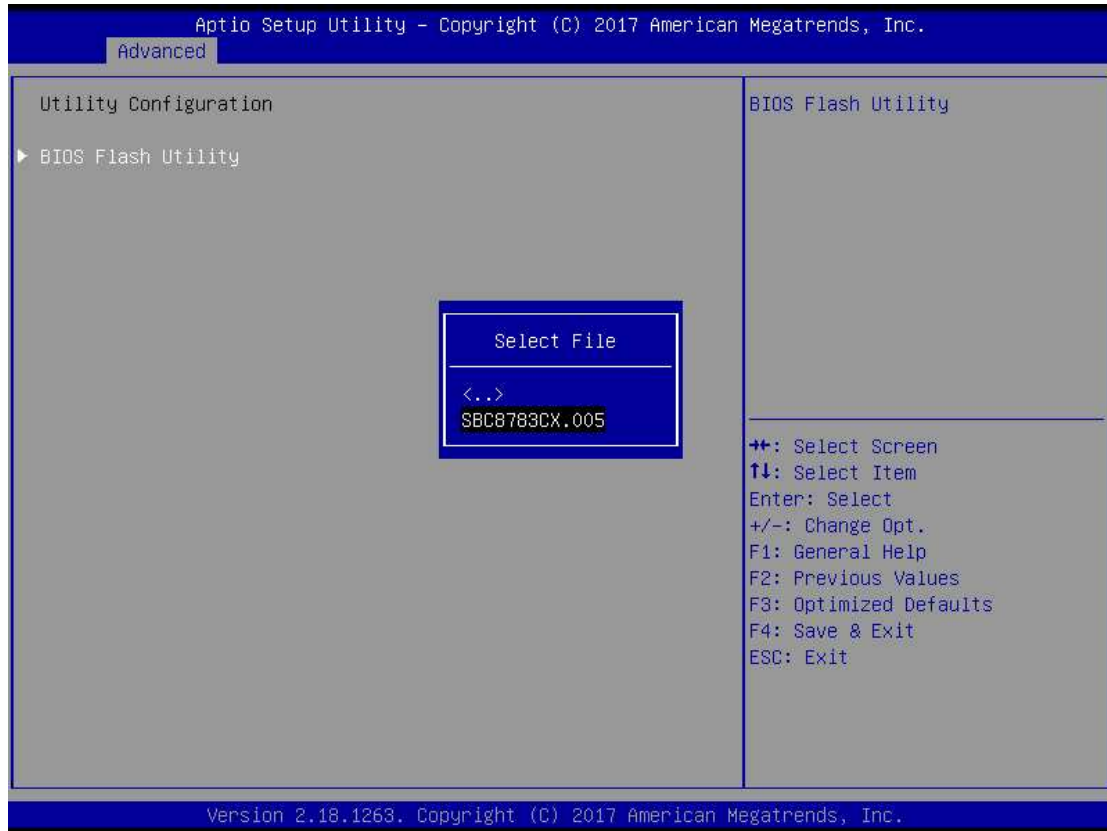 Aptio Setup Utility – Copyright (C) 2017 American Megatrends, Inc.
Advanced
Utility Configuration
► BIOS Flash Utility
BIOS Flash Utility
Select File
<..>
SBC8783CX.005
→←: Select Screen
↑↓: Select Item
Enter: Select
+/-: Change Opt.
F1: General Help
F2: Previous Values
F3: Optimized Defaults
F4: Save & Exit
ESC: Exit
Version 2.18.1263. Copyright (C) 2017 American Megatrends, Inc.